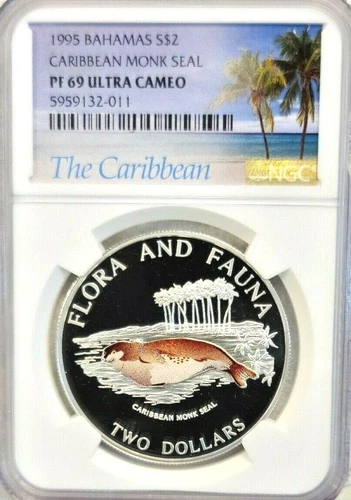 1995 BAHAMAS S$2
CARIBBEAN MONK SEAL
PF 69 ULTRA CAMEO
5959132-011
The Caribbean
NGC
FLORA AND FAUNA
CARIBBEAN MONK SEAL
TWO DOLLARS